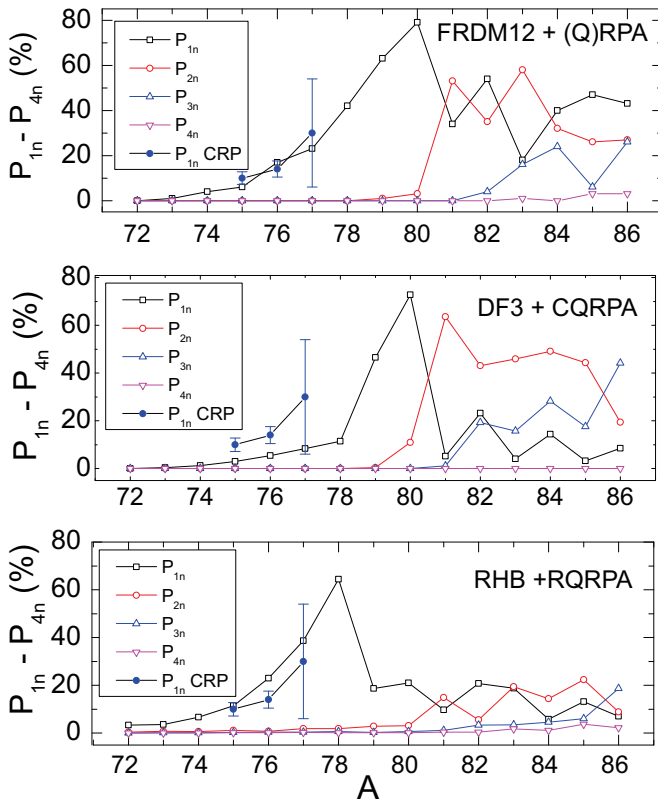 FRDM12 + (Q)RPA
P1n
P2n
P3n
P4n
P1n CRP
P1n - P4n (%)
80
60
40
20
0
72 74 76 78 80 82 84 86
DF3 + CQRPA
P1n
P2n
P3n
P4n
P1n CRP
P1n - P4n (%)
80
60
40
20
0
72 74 76 78 80 82 84 86
RHB +RQRPA
P1n
P2n
P3n
P4n
P1n CRP
P1n - P4n (%)
80
60
40
20
0
72 74 76 78 80 82 84 86
A